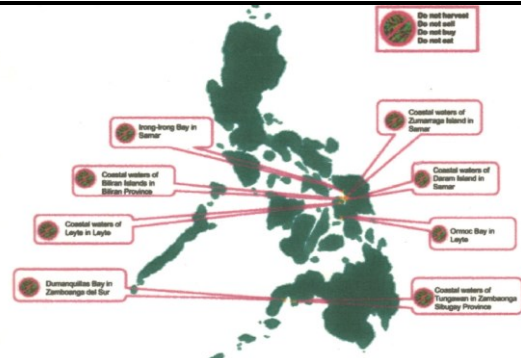 Do not harvest
Do not sell
Do not buy
Do not eat
Irong-Irong Bay in
Samar
Coastal waters of
Zumarraga Island in
Samar
Coastal waters of
Biliran Islands in
Biliran Province
Coastal waters of
Daram Island in
Samar
Coastal waters of
Leyte in Leyte
Ormoc Bay in
Leyte
Dumanquillas Bay in
Zamboanga del Sur
Coastal waters of
Tungawan in Zambaonga
Sibugay Province